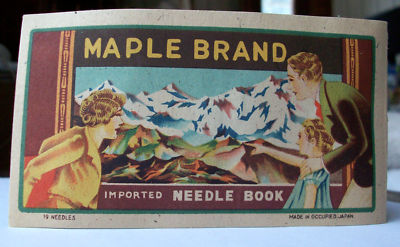 MAPLE BRAND
IMPORTED NEEDLE BOOK
19 NEEDLES MADE IN OCCUPIED JAPAN